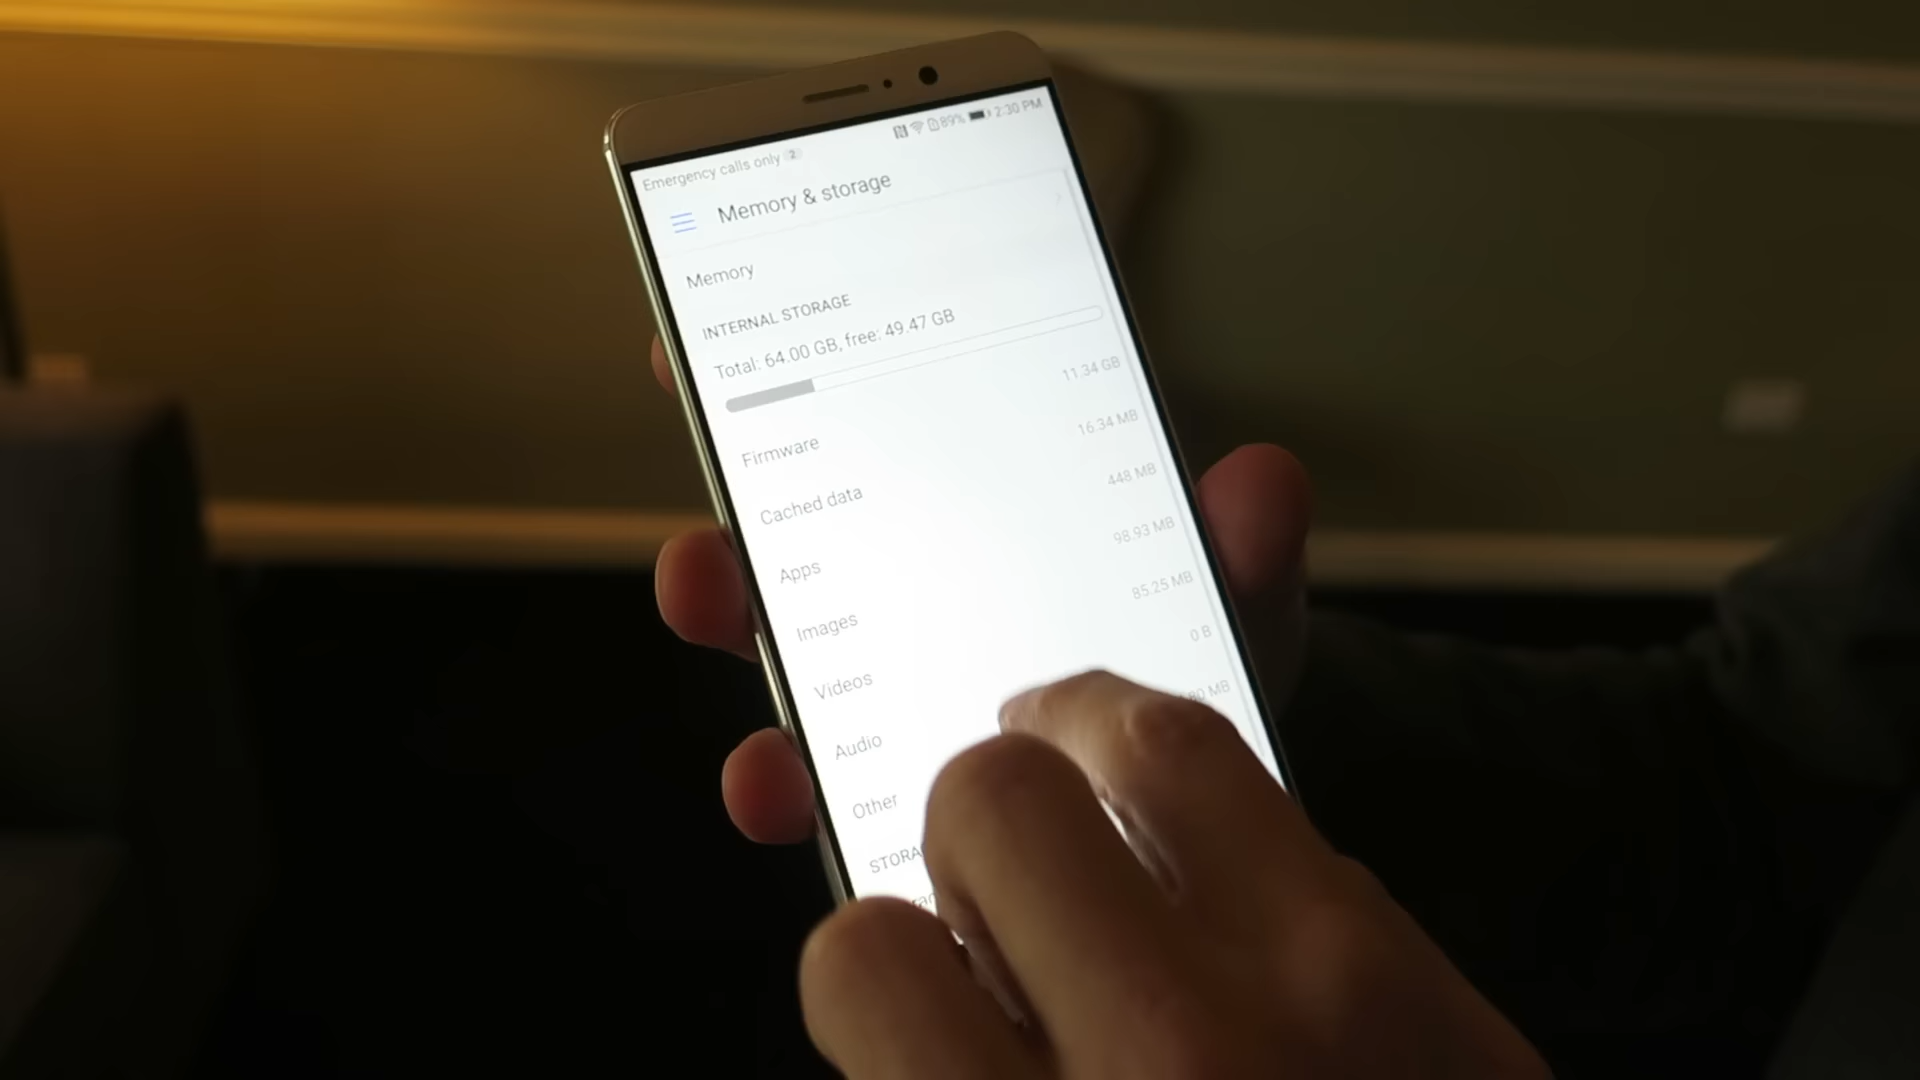 Emergency calls only 2
89% 2:30 PM
Memory & storage
Memory
INTERNAL STORAGE
Total: 64.00 GB, free: 49.47 GB
Firmware 11.34 GB
Cached data 16.34 MB
Apps 448 MB
Images 98.93 MB
Videos 85.25 MB
Audio 0 B
Other MB